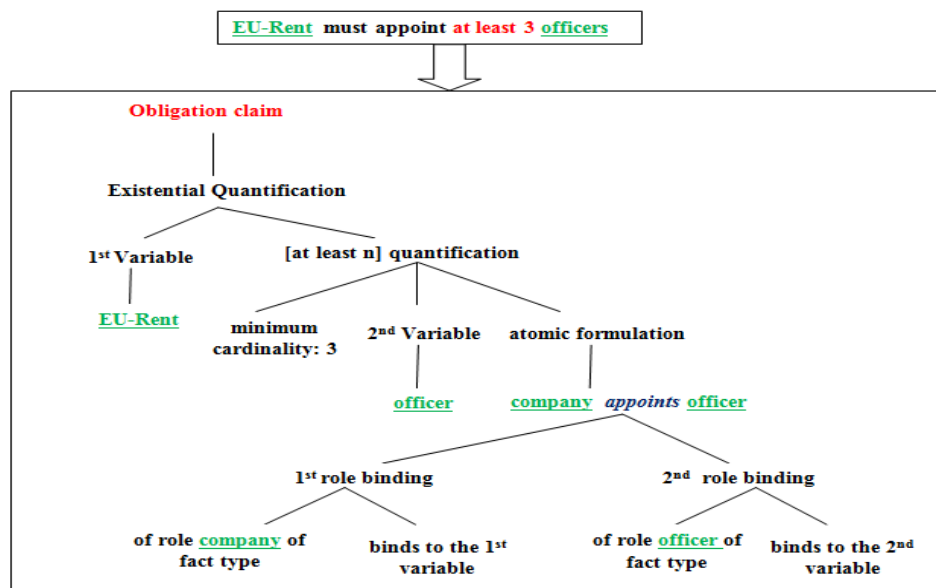 EU-Rent must appoint at least 3 officers
Obligation claim
Existential Quantification
1st Variable
[at least n] quantification
EU-Rent
minimum
cardinality: 3
2nd Variable
atomic formulation
officer
company appoints officer
1st role binding
2nd role binding
of role company of
fact type
binds to the 1st
variable
of role officer of
fact type
binds to the 2nd
variable